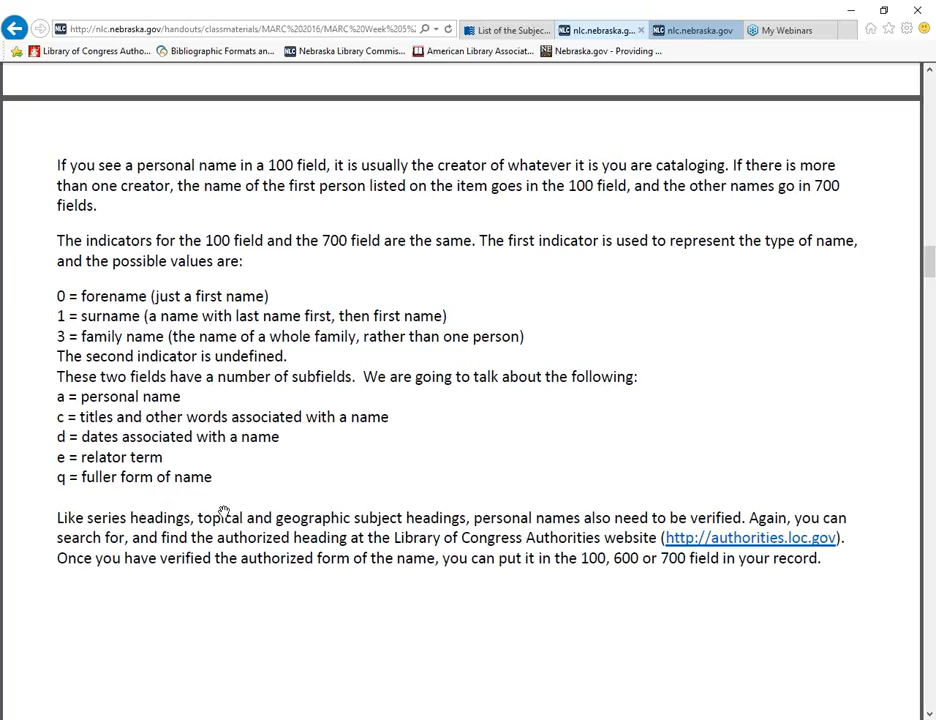 http://nlc.nebraska.gov/handouts/classmaterials/MARC%202016/MARC%20Week%205%
List of the Subjec...
nlc.nebraska.g...
nlc.nebraska.gov
My Webinars
Library of Congress Autho...
Bibliographic Formats an...
Nebraska Library Commis...
American Library Associat...
Nebraska.gov - Providing ...
If you see a personal name in a 100 field, it is usually the creator of whatever it is you are cataloging. If there is more
than one creator, the name of the first person listed on the item goes in the 100 field, and the other names go in 700
fields.
The indicators for the 100 field and the 700 field are the same. The first indicator is used to represent the type of name,
and the possible values are:
0 = forename (just a first name)
1 = surname (a name with last name first, then first name)
3 = family name (the name of a whole family, rather than one person)
The second indicator is undefined.
These two fields have a number of subfields. We are going to talk about the following:
a = personal name
c = titles and other words associated with a name
d = dates associated with a name
e = relator term
q = fuller form of name
Like series headings, topical and geographic subject headings, personal names also need to be verified. Again, you can
search for, and find the authorized heading at the Library of Congress Authorities website (http://authorities.loc.gov).
Once you have verified the authorized form of the name, you can put it in the 100, 600 or 700 field in your record.